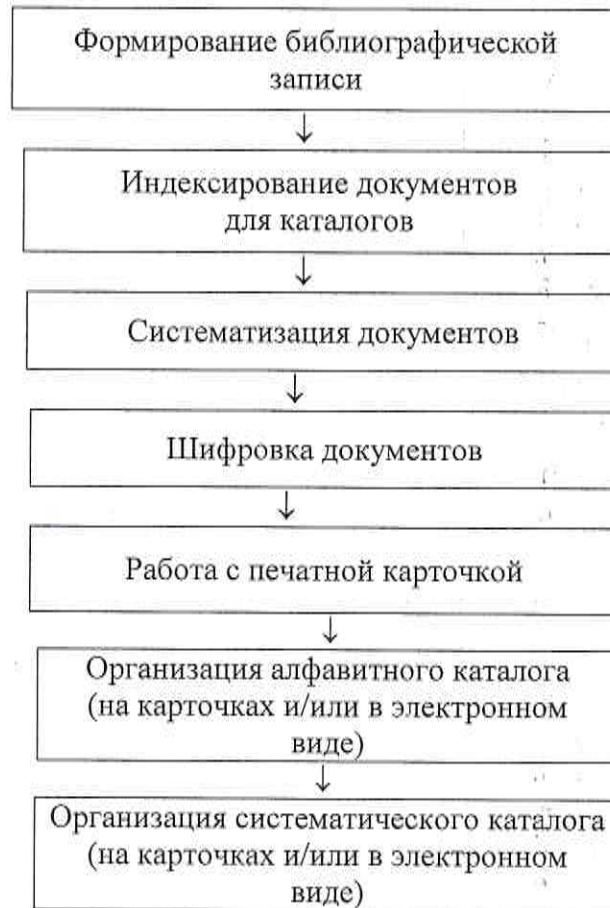 Формирование библиографической
записи
↓
Индексирование документов
для каталогов
↓
Систематизация документов
↓
Шифровка документов
↓
Работа с печатной карточкой
↓
Организация алфавитного каталога
(на карточках и/или в электронном
виде)
↓
Организация систематического каталога
(на карточках и/или в электронном
виде)